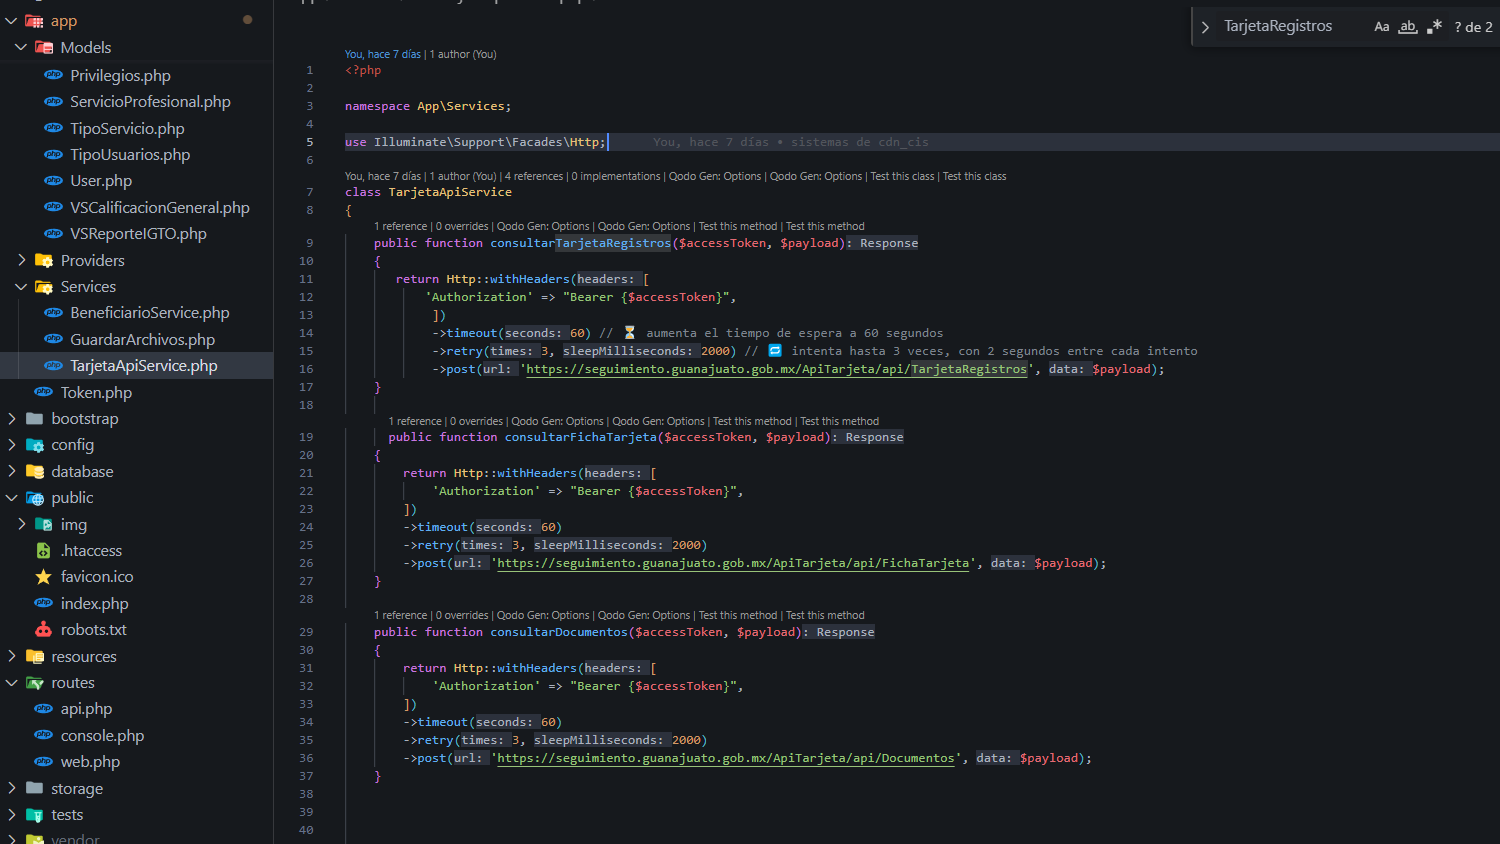 app
Models
Privilegios.php
ServicioProfesional.php
TipoServicio.php
TipoUsuarios.php
User.php
VSCalificacionGeneral.php
VSReporteIGTO.php
Providers
Services
BeneficiarioService.php
GuardarArchivos.php
TarjetaApiService.php
Token.php
bootstrap
config
database
public
img
.htaccess
favicon.ico
index.php
robots.txt
resources
routes
api.php
console.php
web.php
storage
tests
vendor
TarjetaRegistros Aa ab .* ? de 2
You, hace 7 días | 1 author (You)
1 <?php
2
3 namespace App\Services;
4
5 use Illuminate\Support\Facades\Http; You, hace 7 días • sistemas de cdn_cis
6
You, hace 7 días | 1 author (You) | 4 references | 0 implementations | Qodo Gen: Options | Qodo Gen: Options | Test this class | Test this class
7 class TarjetaApiService
8 {
1 reference | 0 overrides | Qodo Gen: Options | Qodo Gen: Options | Test this method | Test this method
9 public function consultarTarjetaRegistros($accessToken, $payload): Response
10 {
11 return Http::withHeaders(headers: [
12 'Authorization' => "Bearer {$accessToken}",
13 ])
14 ->timeout(seconds: 60) // ⏳ aumenta el tiempo de espera a 60 segundos
15 ->retry(times: 3, sleepMilliseconds: 2000) // 🔁 intenta hasta 3 veces, con 2 segundos entre cada intento
16 ->post(url: 'https://seguimiento.guanajuato.gob.mx/ApiTarjeta/api/TarjetaRegistros', data: $payload);
17 }
18
1 reference | 0 overrides | Qodo Gen: Options | Qodo Gen: Options | Test this method | Test this method
19 public function consultarFichaTarjeta($accessToken, $payload): Response
20 {
21 return Http::withHeaders(headers: [
22 'Authorization' => "Bearer {$accessToken}",
23 ])
24 ->timeout(seconds: 60)
25 ->retry(times: 3, sleepMilliseconds: 2000)
26 ->post(url: 'https://seguimiento.guanajuato.gob.mx/ApiTarjeta/api/FichaTarjeta', data: $payload);
27 }
28
1 reference | 0 overrides | Qodo Gen: Options | Qodo Gen: Options | Test this method | Test this method
29 public function consultarDocumentos($accessToken, $payload): Response
30 {
31 return Http::withHeaders(headers: [
32 'Authorization' => "Bearer {$accessToken}",
33 ])
34 ->timeout(seconds: 60)
35 ->retry(times: 3, sleepMilliseconds: 2000)
36 ->post(url: 'https://seguimiento.guanajuato.gob.mx/ApiTarjeta/api/Documentos', data: $payload);
37 }
38
39
40